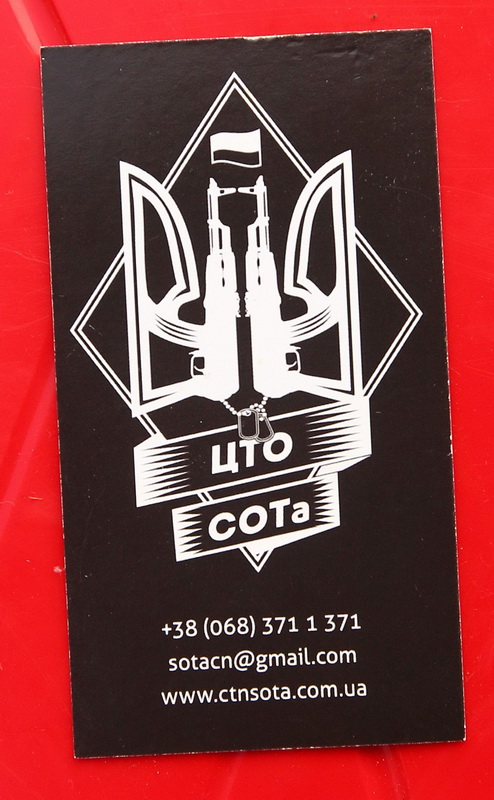 ЦТО
СОТа
+38 (068) 371 1 371
sotacn@gmail.com
www.ctnsota.com.ua